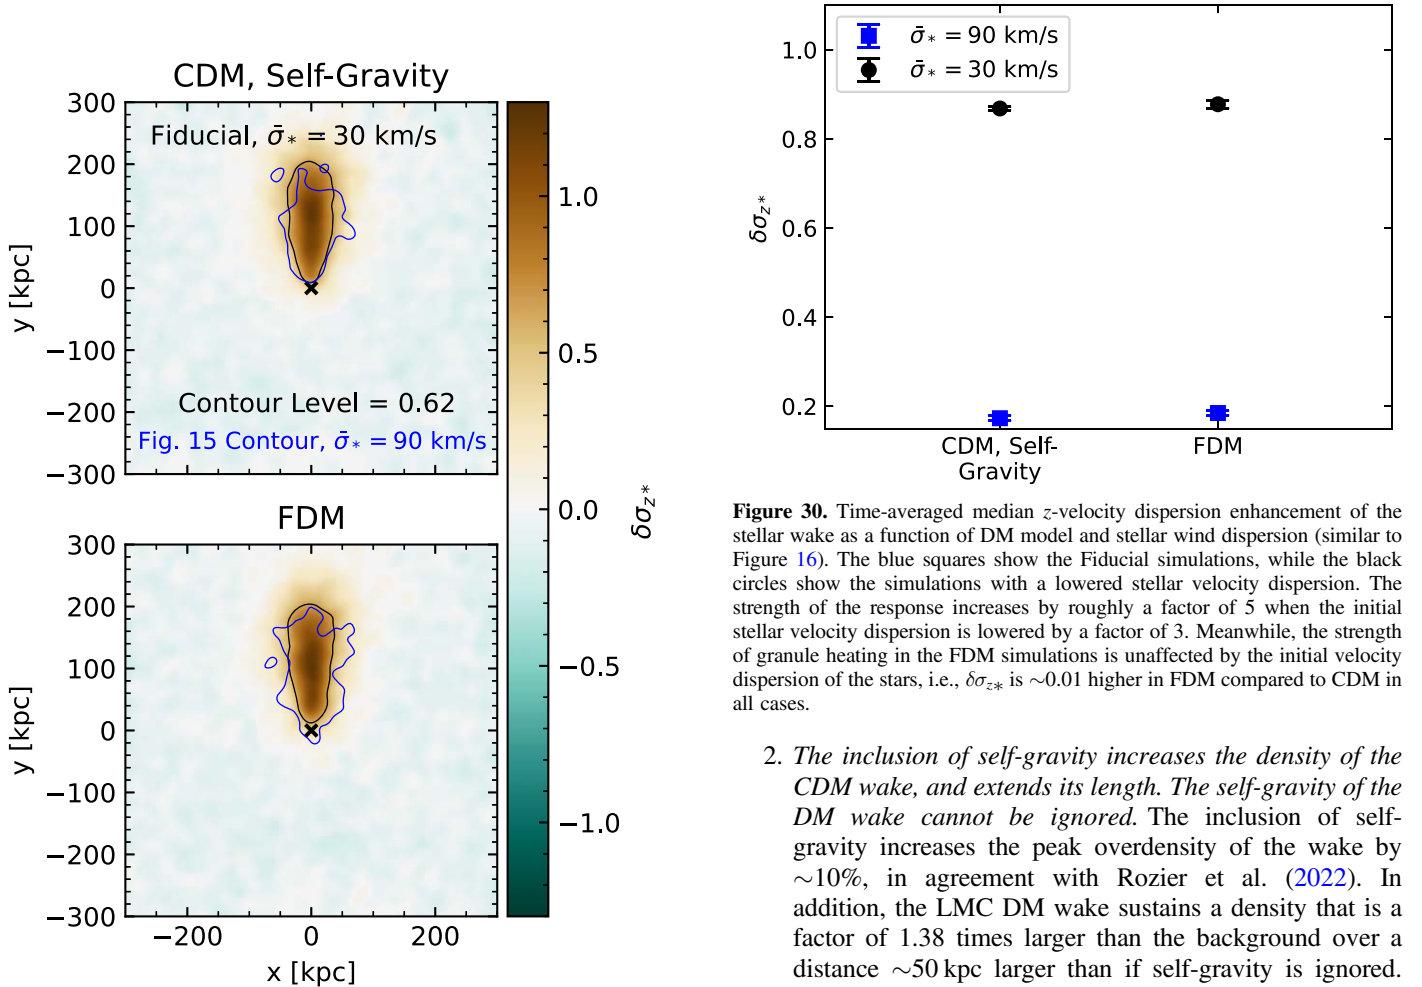 CDM, Self-Gravity
Fiducial, σ̄* = 30 km/s
300
200
100
0
−100
−200
−300
y [kpc]
Contour Level = 0.62
Fig. 15 Contour, σ̄* = 90 km/s
FDM
300
200
100
0
−100
−200
−300
y [kpc]
−200
0
200
x [kpc]
1.0
0.5
0.0
−0.5
−1.0
δσz*
σ̄* = 90 km/s
σ̄* = 30 km/s
1.0
0.8
0.6
0.4
0.2
δσz*
CDM, Self-
Gravity
FDM
Figure 30. Time-averaged median z-velocity dispersion enhancement of the
stellar wake as a function of DM model and stellar wind dispersion (similar to
Figure 16). The blue squares show the Fiducial simulations, while the black
circles show the simulations with a lowered stellar velocity dispersion. The
strength of the response increases by roughly a factor of 5 when the initial
stellar velocity dispersion is lowered by a factor of 3. Meanwhile, the strength
of granule heating in the FDM simulations is unaffected by the initial velocity
dispersion of the stars, i.e., δσz* is ∼0.01 higher in FDM compared to CDM in
all cases.
2. The inclusion of self-gravity increases the density of the
CDM wake, and extends its length. The self-gravity of the
DM wake cannot be ignored. The inclusion of self-
gravity increases the peak overdensity of the wake by
∼10%, in agreement with Rozier et al. (2022). In
addition, the LMC DM wake sustains a density that is a
factor of 1.38 times larger than the background over a
distance ∼50 kpc larger than if self-gravity is ignored.